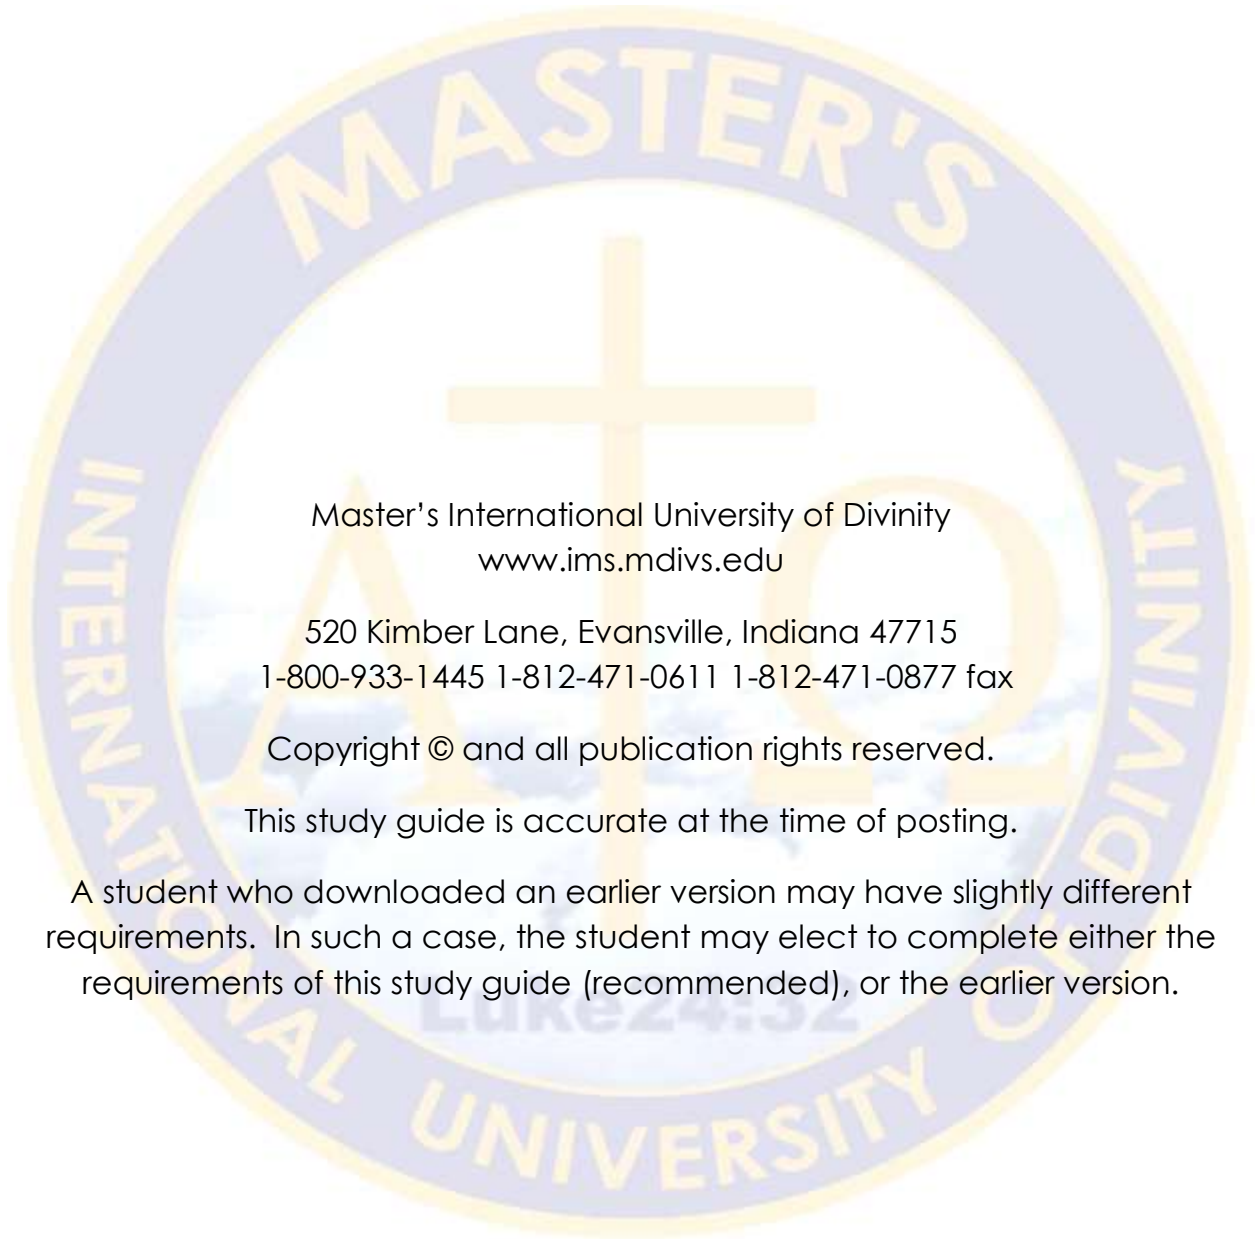 MASTER'S
INTERNATIONAL UNIVERSITY OF DIVINITY
Α Ω
Master’s International University of Divinity
www.ims.mdivs.edu
520 Kimber Lane, Evansville, Indiana 47715
1-800-933-1445 1-812-471-0611 1-812-471-0877 fax
Copyright © and all publication rights reserved.
This study guide is accurate at the time of posting.
A student who downloaded an earlier version may have slightly different
requirements.  In such a case, the student may elect to complete either the
requirements of this study guide (recommended), or the earlier version.
Luke24:32